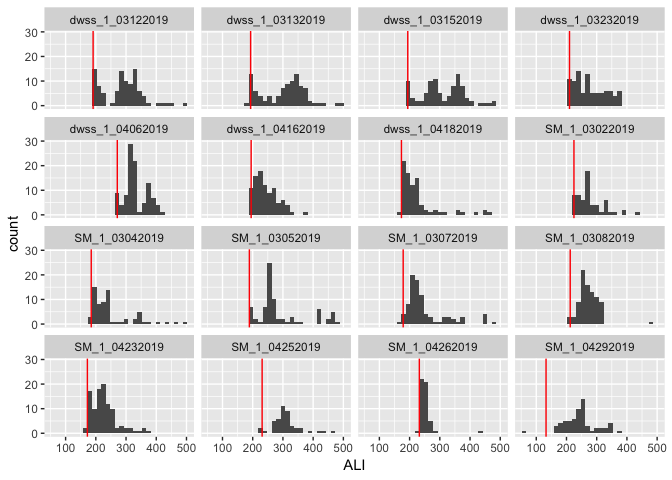 dwss_1_03122019 dwss_1_03132019 dwss_1_03152019 dwss_1_03232019
30
20
10
0
dwss_1_04062019 dwss_1_04162019 dwss_1_04182019 SM_1_03022019
30
20
10
0
count
SM_1_03042019 SM_1_03052019 SM_1_03072019 SM_1_03082019
30
20
10
0
SM_1_04232019 SM_1_04252019 SM_1_04262019 SM_1_04292019
30
20
10
0
100 200 300 400 500 100 200 300 400 500 100 200 300 400 500 100 200 300 400 500
ALI